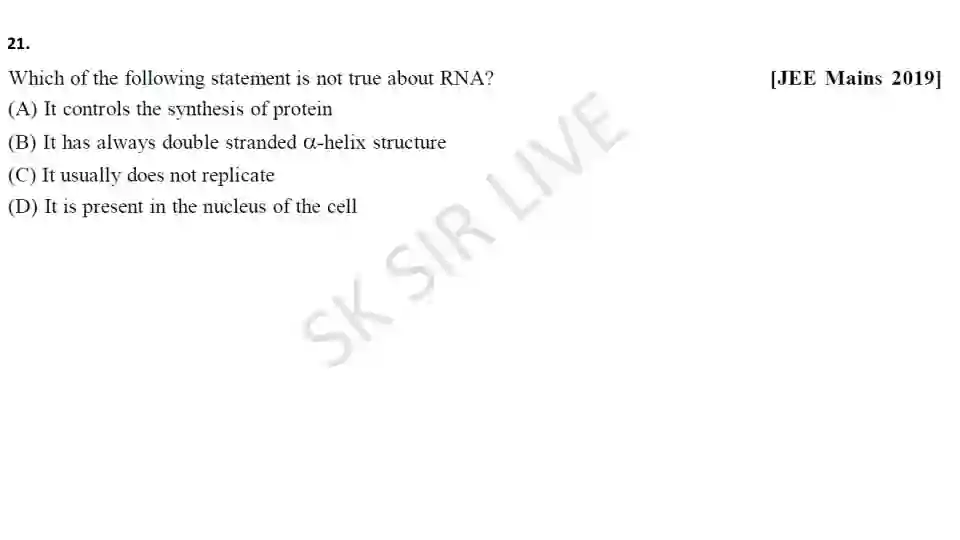 21.
Which of the following statement is not true about RNA? [JEE Mains 2019]
(A) It controls the synthesis of protein
(B) It has always double stranded α-helix structure
(C) It usually does not replicate
(D) It is present in the nucleus of the cell
SK SIR LIVE